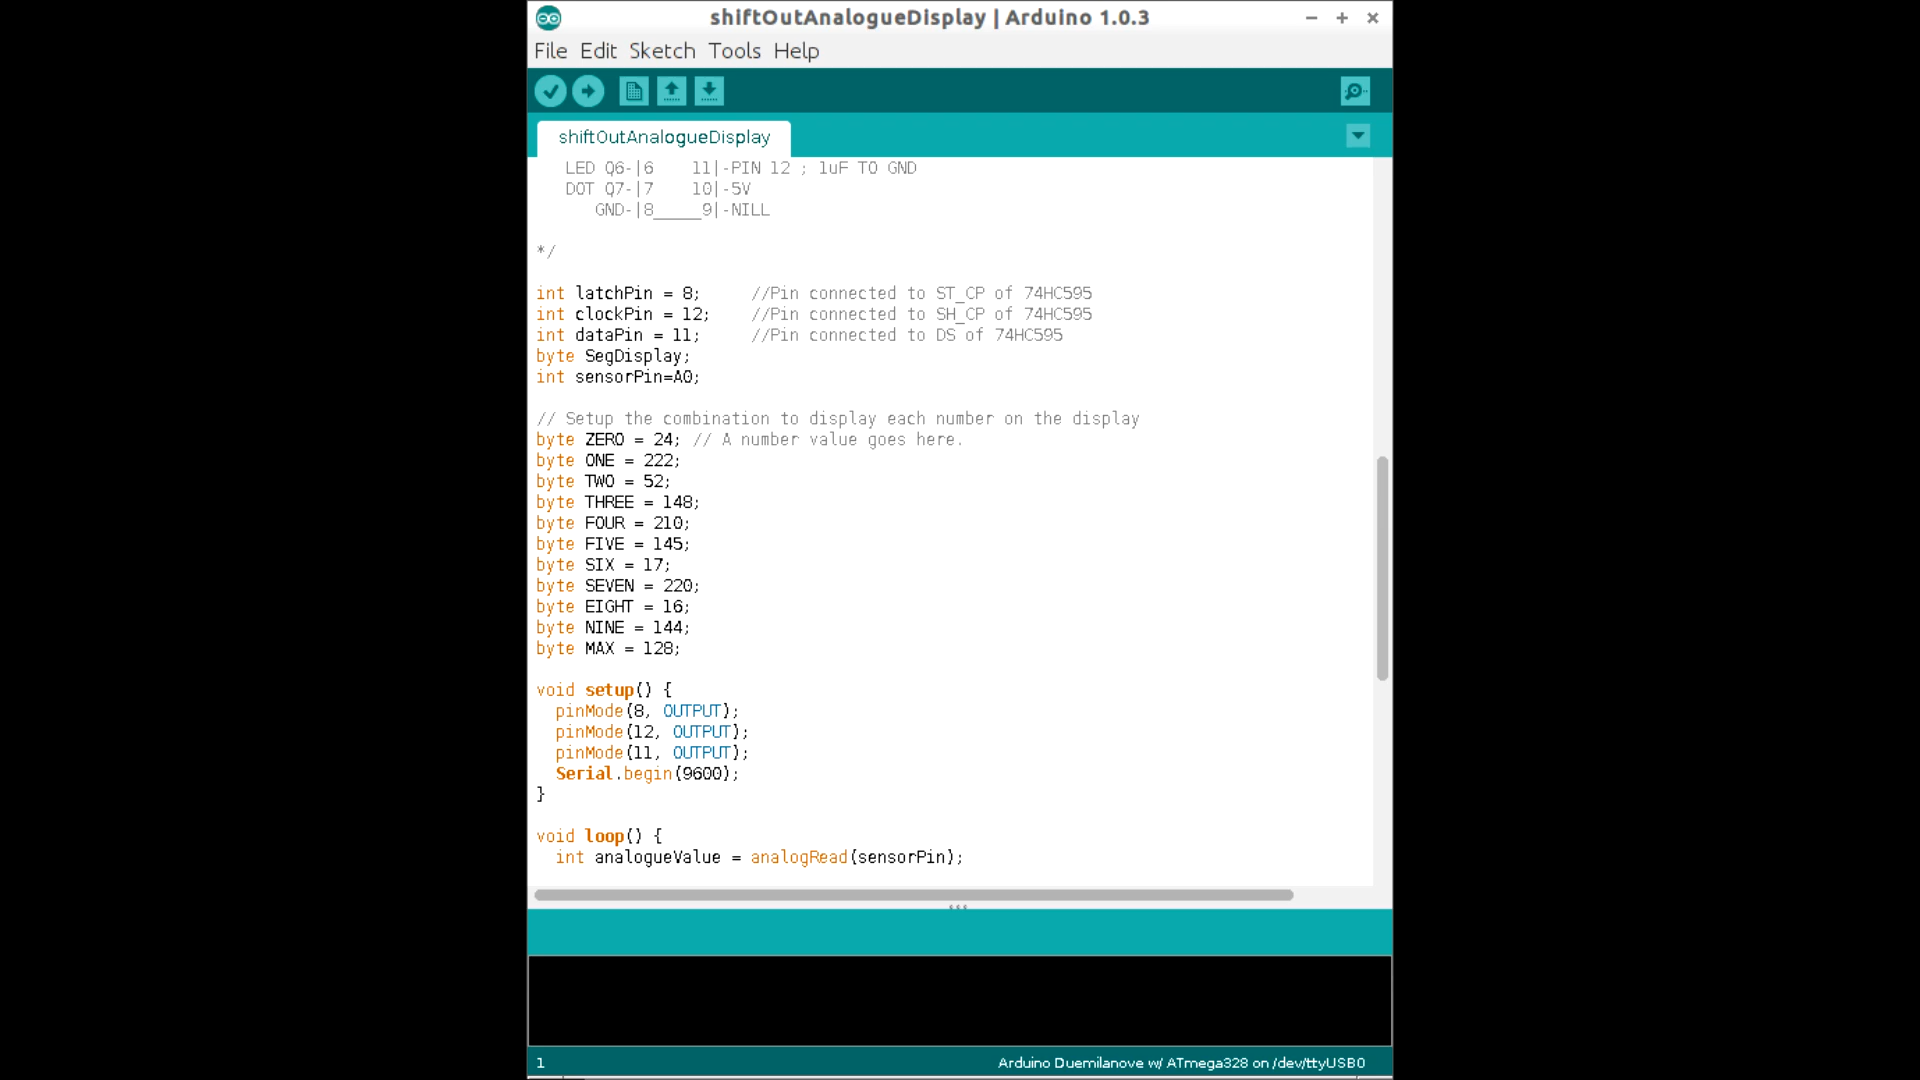 shiftOutAnalogueDisplay | Arduino 1.0.3
File Edit Sketch Tools Help
shiftOutAnalogueDisplay
LED Q6-|6    11|-PIN 12 ; 1uF TO GND
DOT Q7-|7    10|-5V
GND-|8_____9|-NILL
*/
int latchPin = 8;     //Pin connected to ST_CP of 74HC595
int clockPin = 12;    //Pin connected to SH_CP of 74HC595
int dataPin = 11;     //Pin connected to DS of 74HC595
byte SegDisplay;
int sensorPin=A0;
// Setup the combination to display each number on the display
byte ZERO = 24; // A number value goes here.
byte ONE = 222;
byte TWO = 52;
byte THREE = 148;
byte FOUR = 210;
byte FIVE = 145;
byte SIX = 17;
byte SEVEN = 220;
byte EIGHT = 16;
byte NINE = 144;
byte MAX = 128;
void setup() {
  pinMode(8, OUTPUT);
  pinMode(12, OUTPUT);
  pinMode(11, OUTPUT);
  Serial.begin(9600);
}
void loop() {
  int analogueValue = analogRead(sensorPin);
1
Arduino Duemilanove w/ ATmega328 on /dev/ttyUSB0